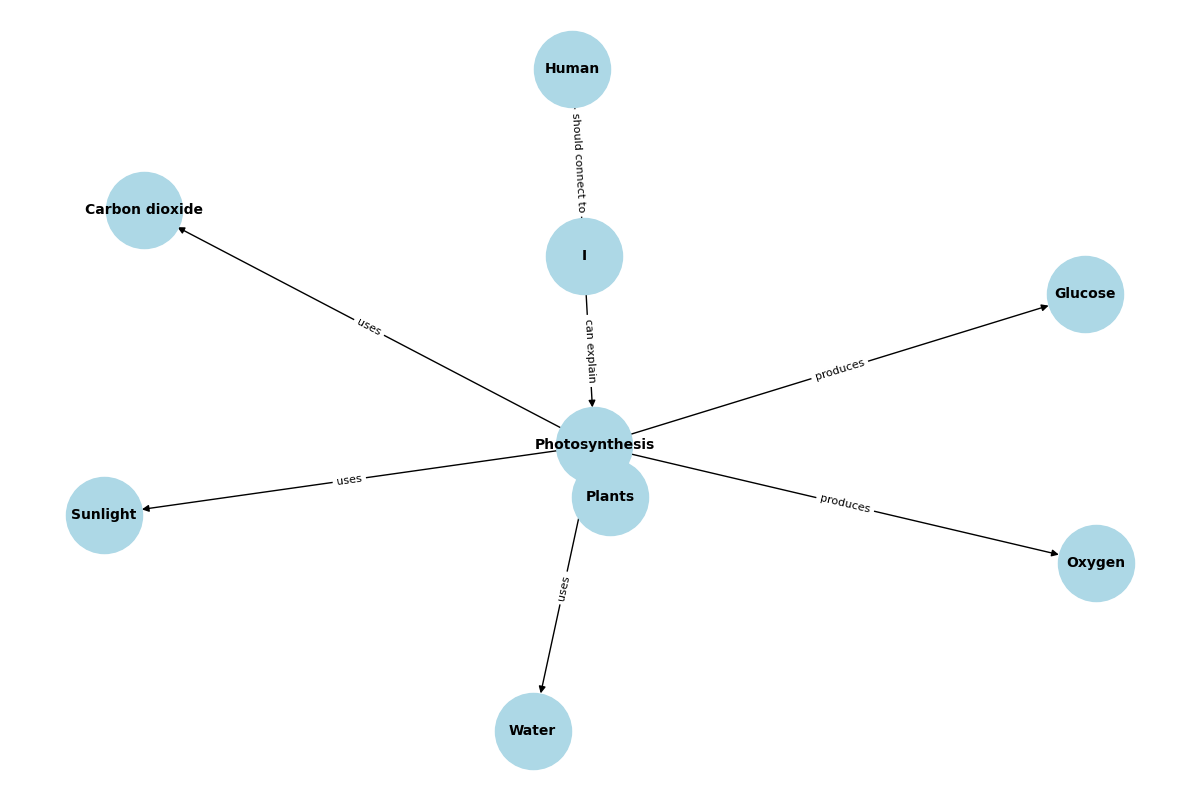 Human
should connect to
Carbon dioxide
I
Glucose
uses
can explain
produces
Photosynthesis
uses
Plants
produces
Sunlight
Oxygen
uses
Water